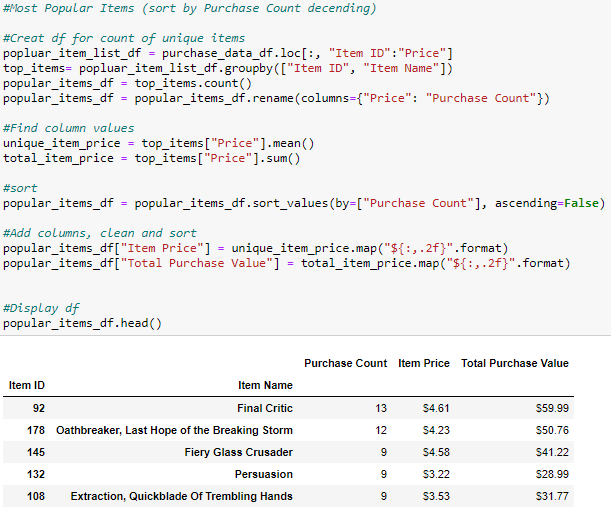 #Most Popular Items (sort by Purchase Count decending)
#Creat df for count of unique items
popluar_item_list_df = purchase_data_df.loc[:, "Item ID":"Price"]
top_items= popluar_item_list_df.groupby(["Item ID", "Item Name"])
popular_items_df = top_items.count()
popular_items_df = popular_items_df.rename(columns={"Price": "Purchase Count"})
#Find column values
unique_item_price = top_items["Price"].mean()
total_item_price = top_items["Price"].sum()
#sort
popular_items_df = popular_items_df.sort_values(by=["Purchase Count"], ascending=False)
#Add columns, clean and sort
popular_items_df["Item Price"] = unique_item_price.map("${:,.2f}".format)
popular_items_df["Total Purchase Value"] = total_item_price.map("${:,.2f}".format)
#Display df
popular_items_df.head()
Purchase Count Item Price Total Purchase Value
Item ID Item Name
92 Final Critic 13 $4.61 $59.99
178 Oathbreaker, Last Hope of the Breaking Storm 12 $4.23 $50.76
145 Fiery Glass Crusader 9 $4.58 $41.22
132 Persuasion 9 $3.22 $28.99
108 Extraction, Quickblade Of Trembling Hands 9 $3.53 $31.77